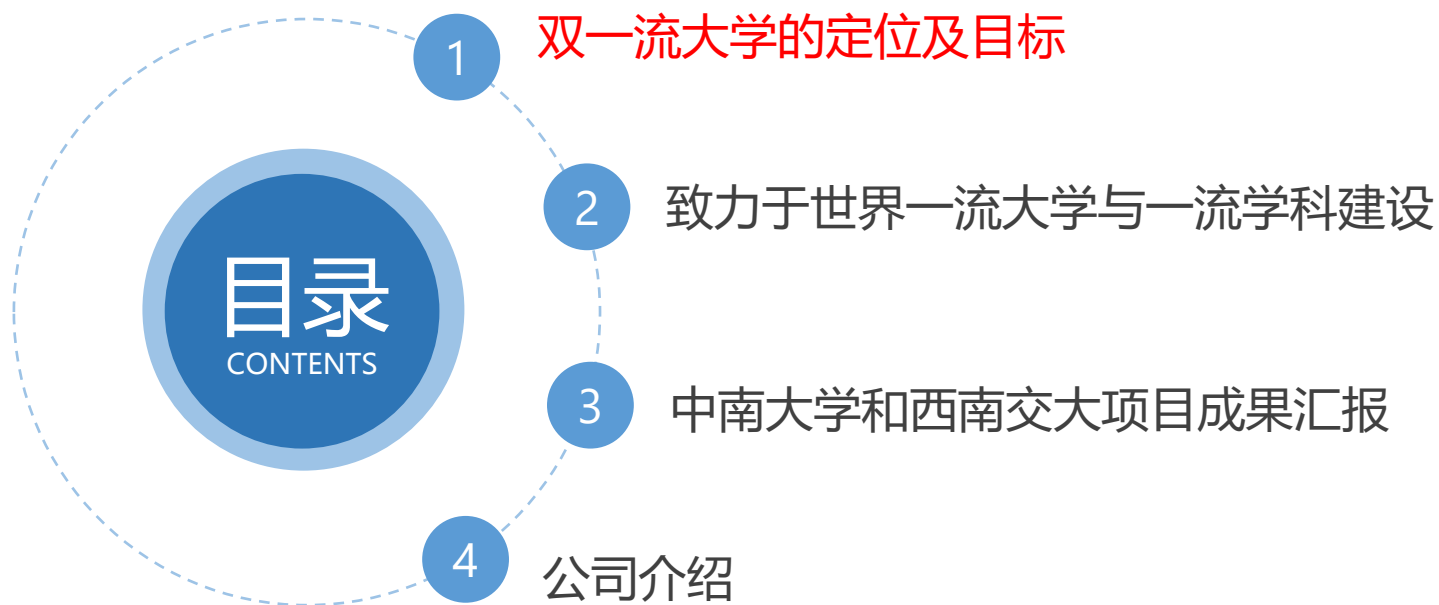 目录
CONTENTS
1
双一流大学的定位及目标
2
致力于世界一流大学与一流学科建设
3
中南大学和西南交大项目成果汇报
4
公司介绍